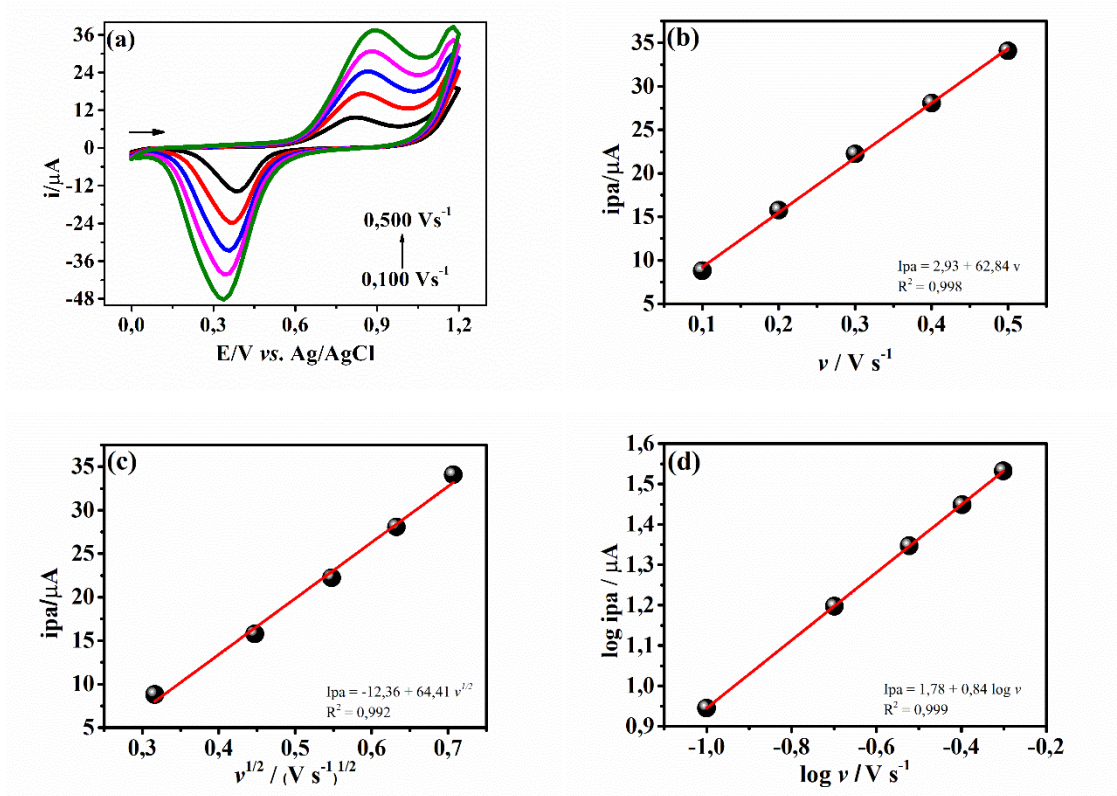 (a)
36
24
12
0
-12
-24
-36
-48
i/μA
0,500 Vs⁻¹
0,100 Vs⁻¹
0,0 0,3 0,6 0,9 1,2
E/V vs. Ag/AgCl
(b)
35
30
25
20
15
10
5
ipa/μA
Ipa = 2,93 + 62,84 v
R² = 0,998
0,1 0,2 0,3 0,4 0,5
v / V s⁻¹
(c)
35
30
25
20
15
10
5
ipa/μA
Ipa = -12,36 + 64,41 v^1/2
R² = 0,992
0,3 0,4 0,5 0,6 0,7
v^1/2 / (V s⁻¹)^1/2
(d)
1,6
1,5
1,4
1,3
1,2
1,1
1,0
0,9
log ipa / μA
Ipa = 1,78 + 0,84 log v
R² = 0,999
-1,0 -0,8 -0,6 -0,4 -0,2
log v /V s⁻¹